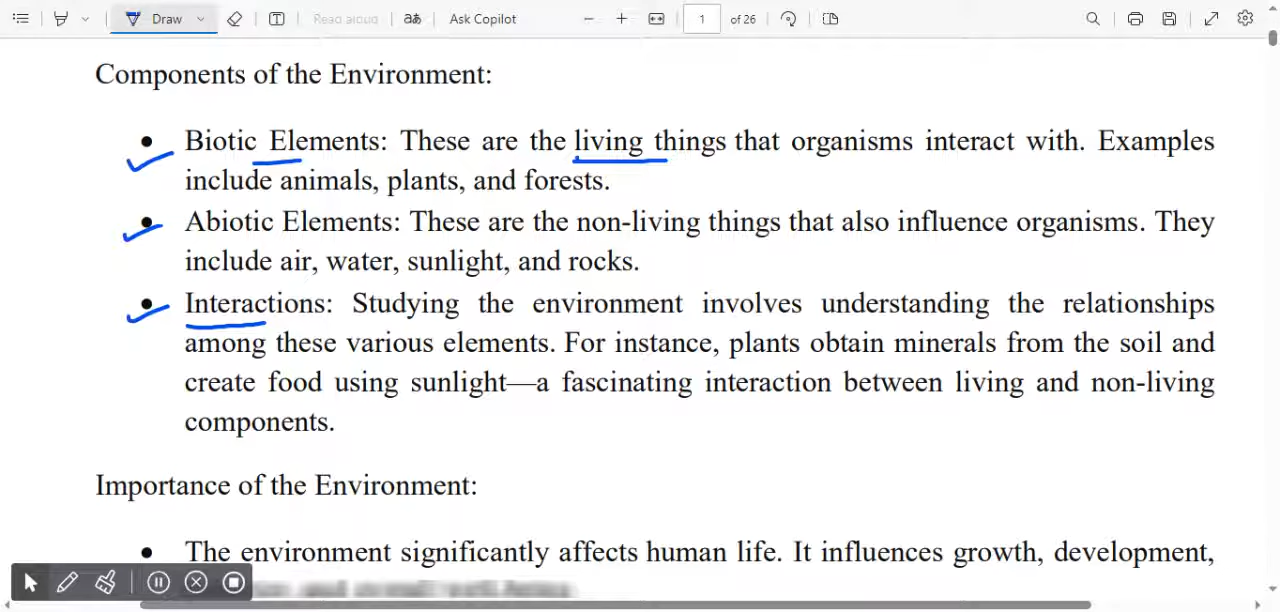 Draw Read aloud aあ Ask Copilot 1 of 26
Components of the Environment:
• Biotic Elements: These are the living things that organisms interact with. Examples
include animals, plants, and forests.
• Abiotic Elements: These are the non-living things that also influence organisms. They
include air, water, sunlight, and rocks.
• Interactions: Studying the environment involves understanding the relationships
among these various elements. For instance, plants obtain minerals from the soil and
create food using sunlight—a fascinating interaction between living and non-living
components.
Importance of the Environment:
• The environment significantly affects human life. It influences growth, development,